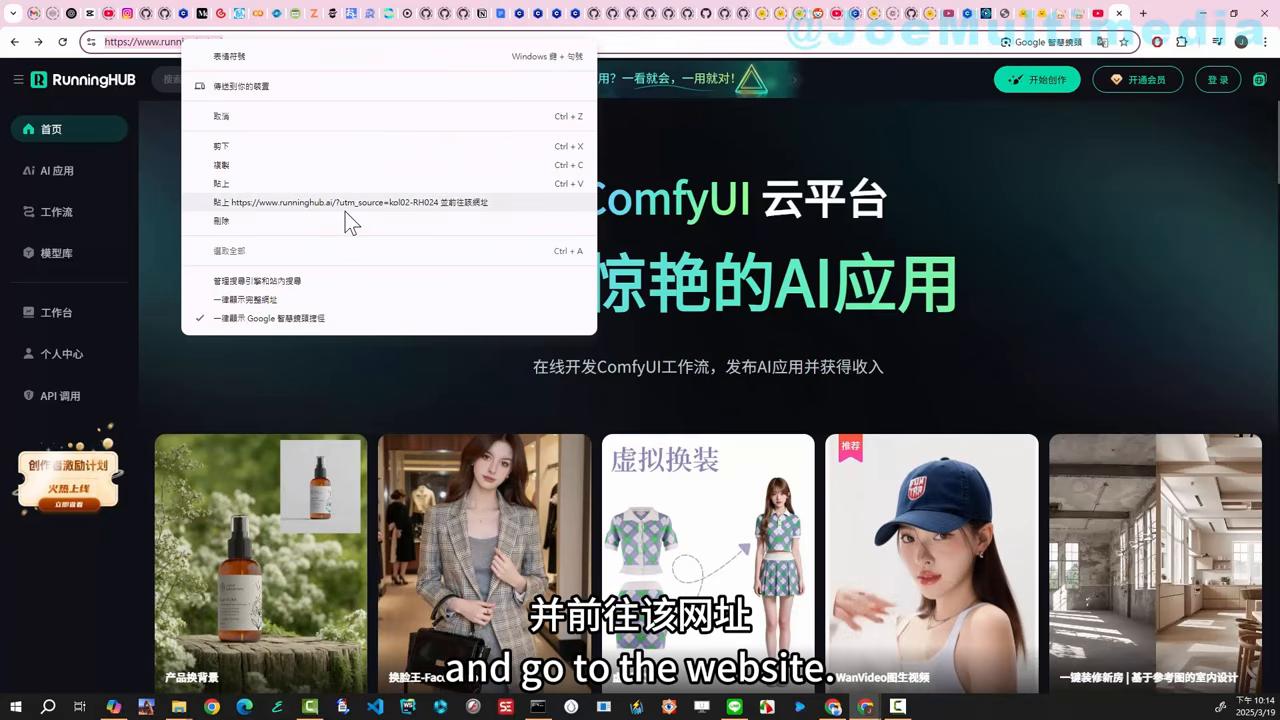 @JoeMultimedia
Google 智慧鏡頭
RunningHUB
用？一看就会，一用就对！
开始创作
开通会员
登 录
表情符號 Windows 鍵 + 句號
傳送到你的裝置
取消 Ctrl + Z
剪下 Ctrl + X
複製 Ctrl + C
貼上 Ctrl + V
貼上 https://www.runninghub.ai/?utm_source=kol02-RH024 並前往該網址
刪除
選取全部 Ctrl + A
管理搜尋引擎和站內搜尋
一律顯示完整網址
一律顯示 Google 智慧鏡頭捷徑
首页
AI 应用
工作流
模型库
工作台
个人中心
API 调用
创作者激励计划
火热上线
ComfyUI 云平台
惊艳的AI应用
在线开发ComfyUI工作流，发布AI应用并获得收入
虚拟换装
推荐
产品换背景
换脸王-Fac
WanVideo图生视频
一键装修新房 | 基于参考图的室内设计
并前往该网址
and go to the website.
下午 10:14
2025/3/19